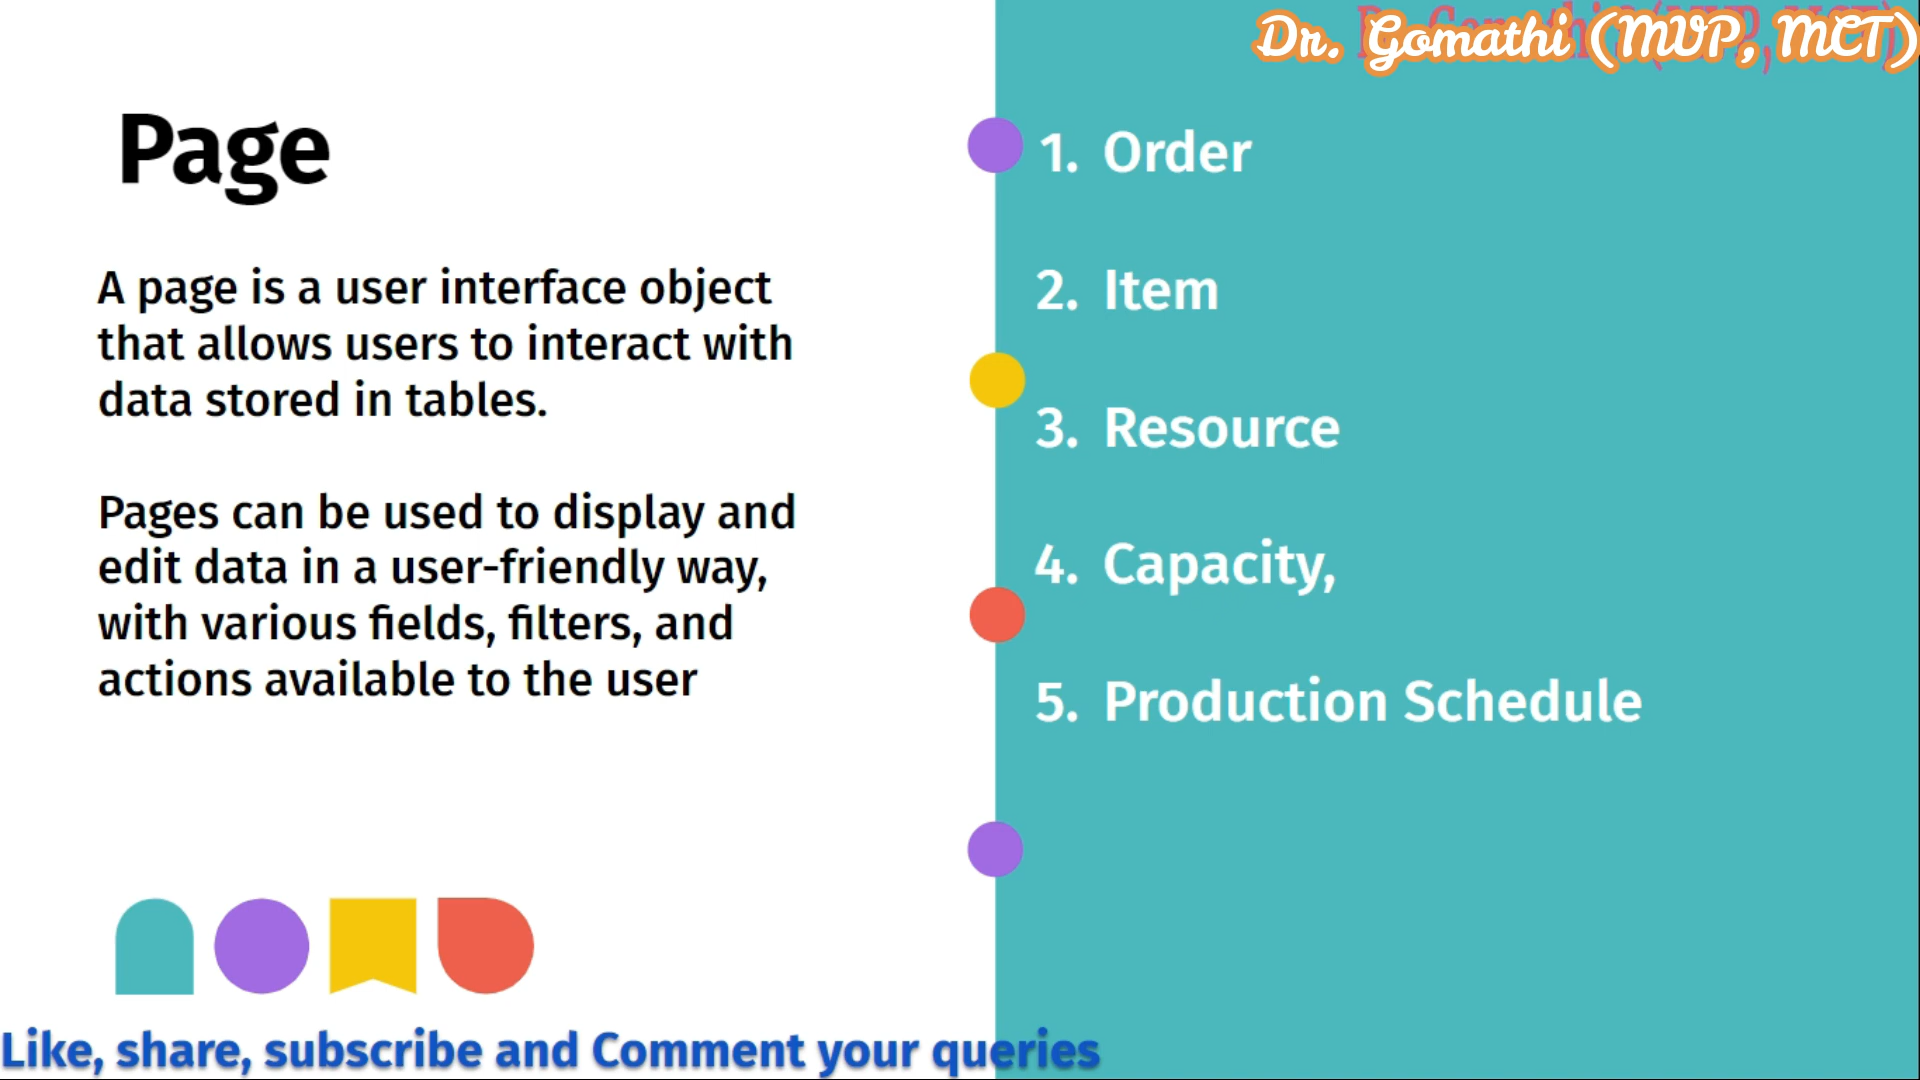 Dr. Gomathi (MVP, MCT)
Page
A page is a user interface object
that allows users to interact with
data stored in tables.
Pages can be used to display and
edit data in a user-friendly way,
with various fields, filters, and
actions available to the user
1. Order
2. Item
3. Resource
4. Capacity,
5. Production Schedule
Like, share, subscribe and Comment your queries